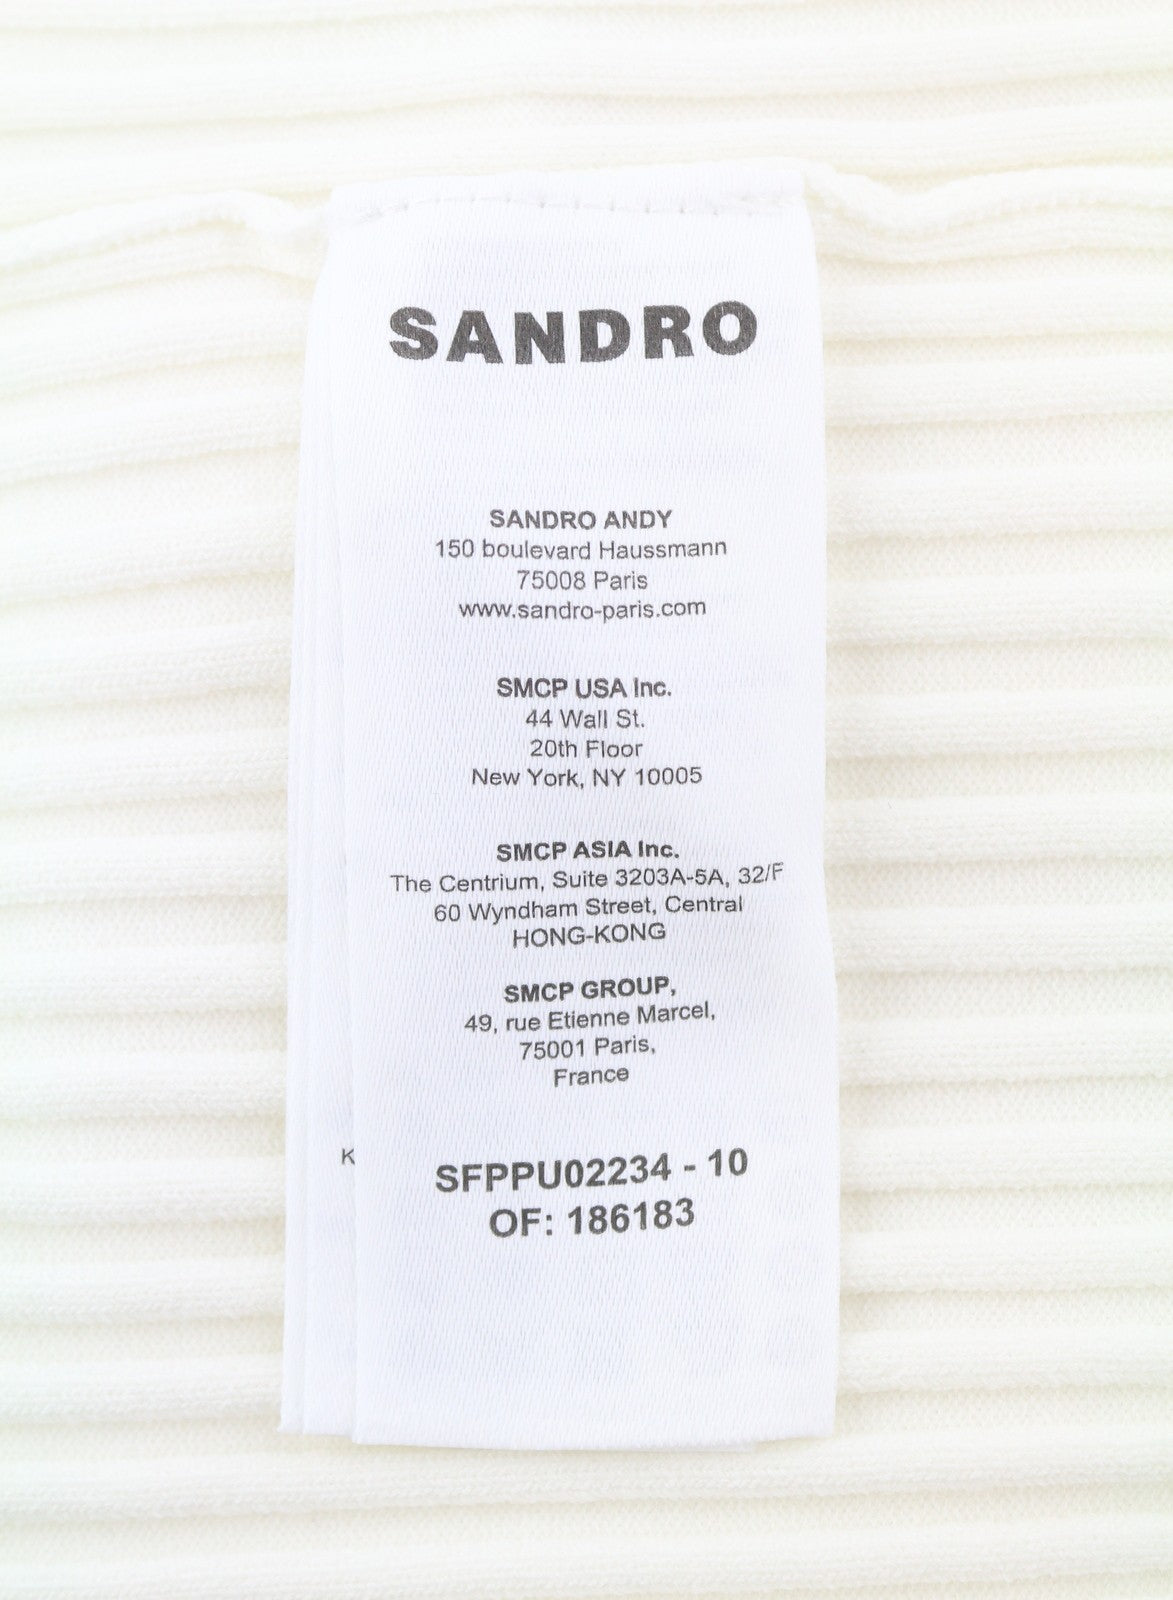 SANDRO
SANDRO ANDY
150 boulevard Haussmann
75008 Paris
www.sandro-paris.com
SMCP USA Inc.
44 Wall St.
20th Floor
New York, NY 10005
SMCP ASIA Inc.
The Centrium, Suite 3203A-5A, 32/F
60 Wyndham Street, Central
HONG-KONG
SMCP GROUP,
49, rue Etienne Marcel,
75001 Paris,
France
K
SFPPU02234 - 10
OF: 186183